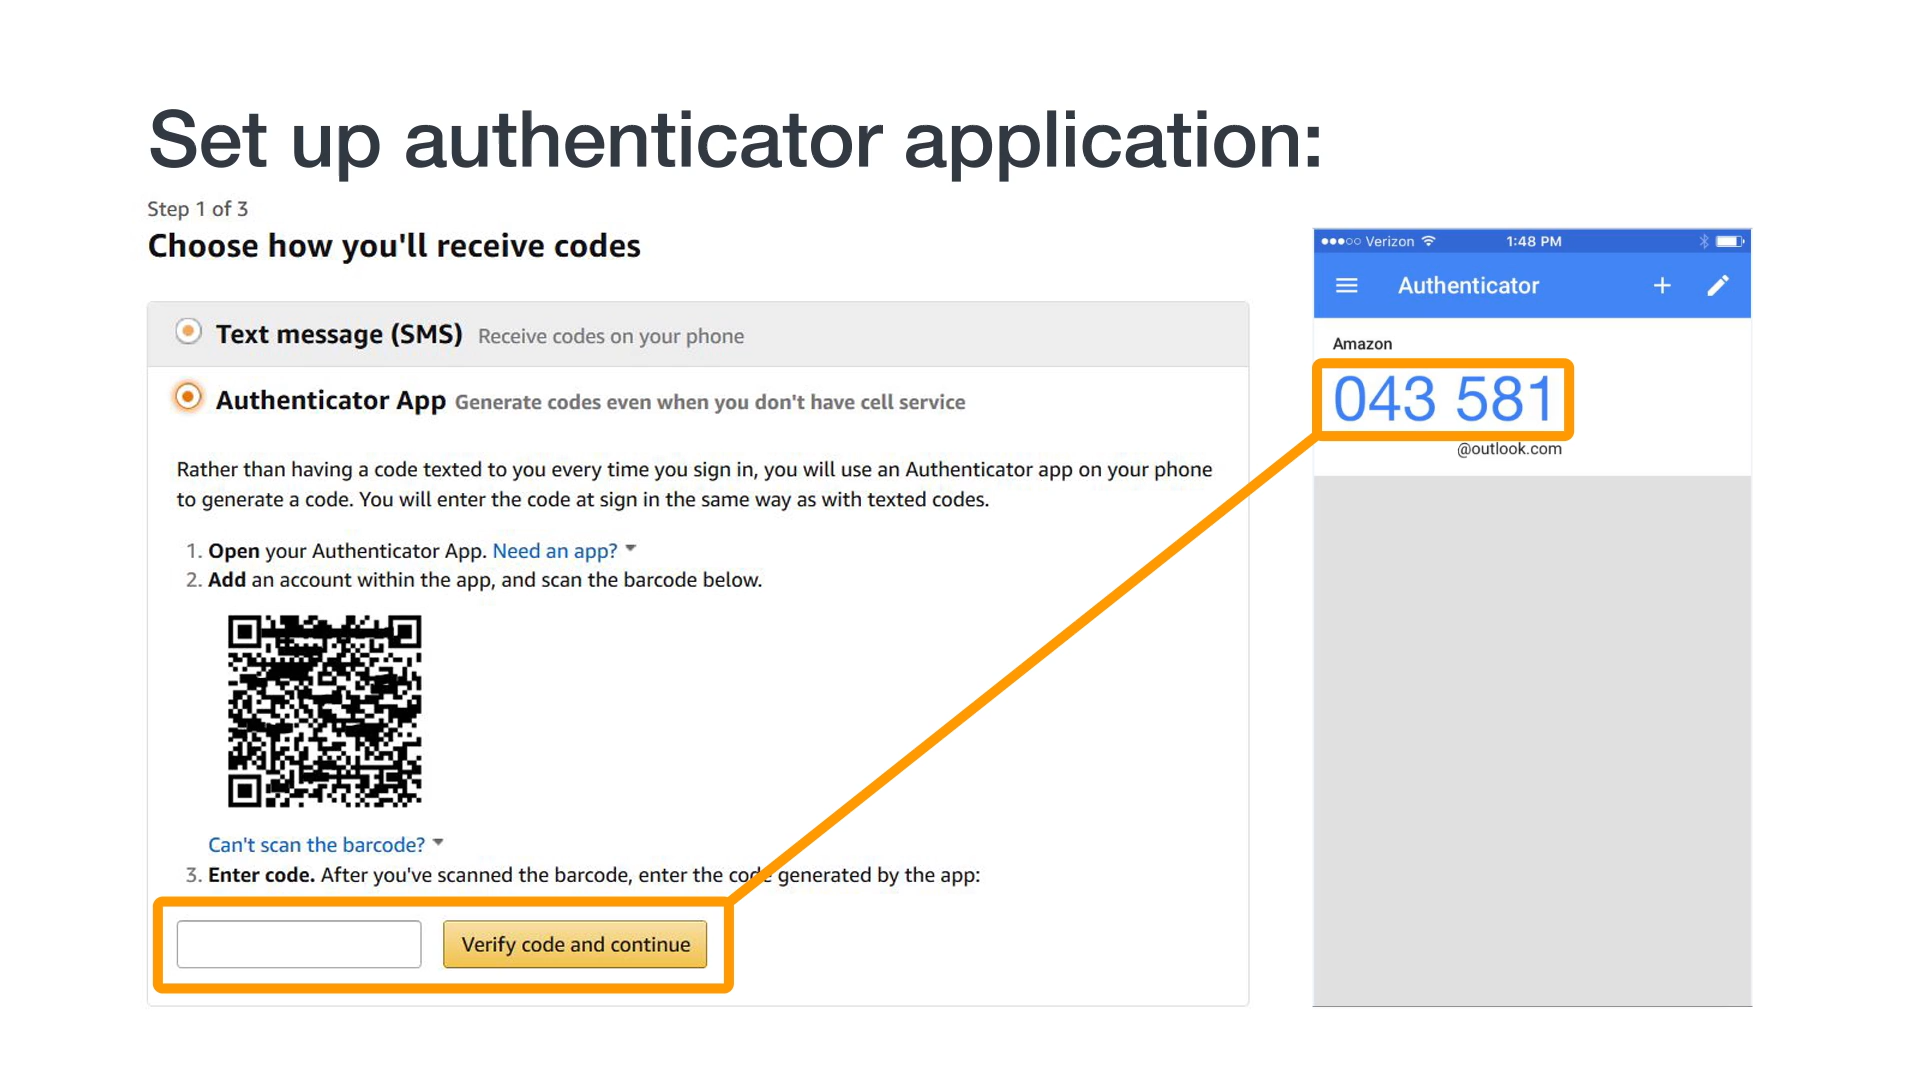 Set up authenticator application:
Step 1 of 3
Choose how you'll receive codes
Text message (SMS) Receive codes on your phone
Authenticator App Generate codes even when you don't have cell service
Rather than having a code texted to you every time you sign in, you will use an Authenticator app on your phone
to generate a code. You will enter the code at sign in the same way as with texted codes.
1. Open your Authenticator App. Need an app?
2. Add an account within the app, and scan the barcode below.
Can't scan the barcode?
3. Enter code. After you've scanned the barcode, enter the code generated by the app:
Verify code and continue
Verizon 1:48 PM
Authenticator
Amazon
043 581
@outlook.com